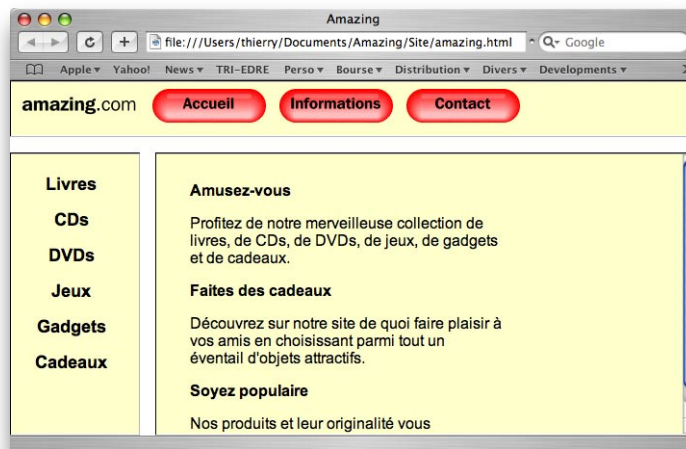 Amazing
file:///Users/thierry/Documents/Amazing/Site/amazing.html
Google
Apple Yahoo! News TRI-EDRE Perso Bourse Distribution Divers Developments
amazing.com Accueil Informations Contact
Livres
CDs
DVDs
Jeux
Gadgets
Cadeaux
Amusez-vous
Profitez de notre merveilleuse collection de
livres, de CDs, de DVDs, de jeux, de gadgets
et de cadeaux.
Faites des cadeaux
Découvrez sur notre site de quoi faire plaisir à
vos amis en choisissant parmi tout un
éventail d'objets attractifs.
Soyez populaire
Nos produits et leur originalité vous